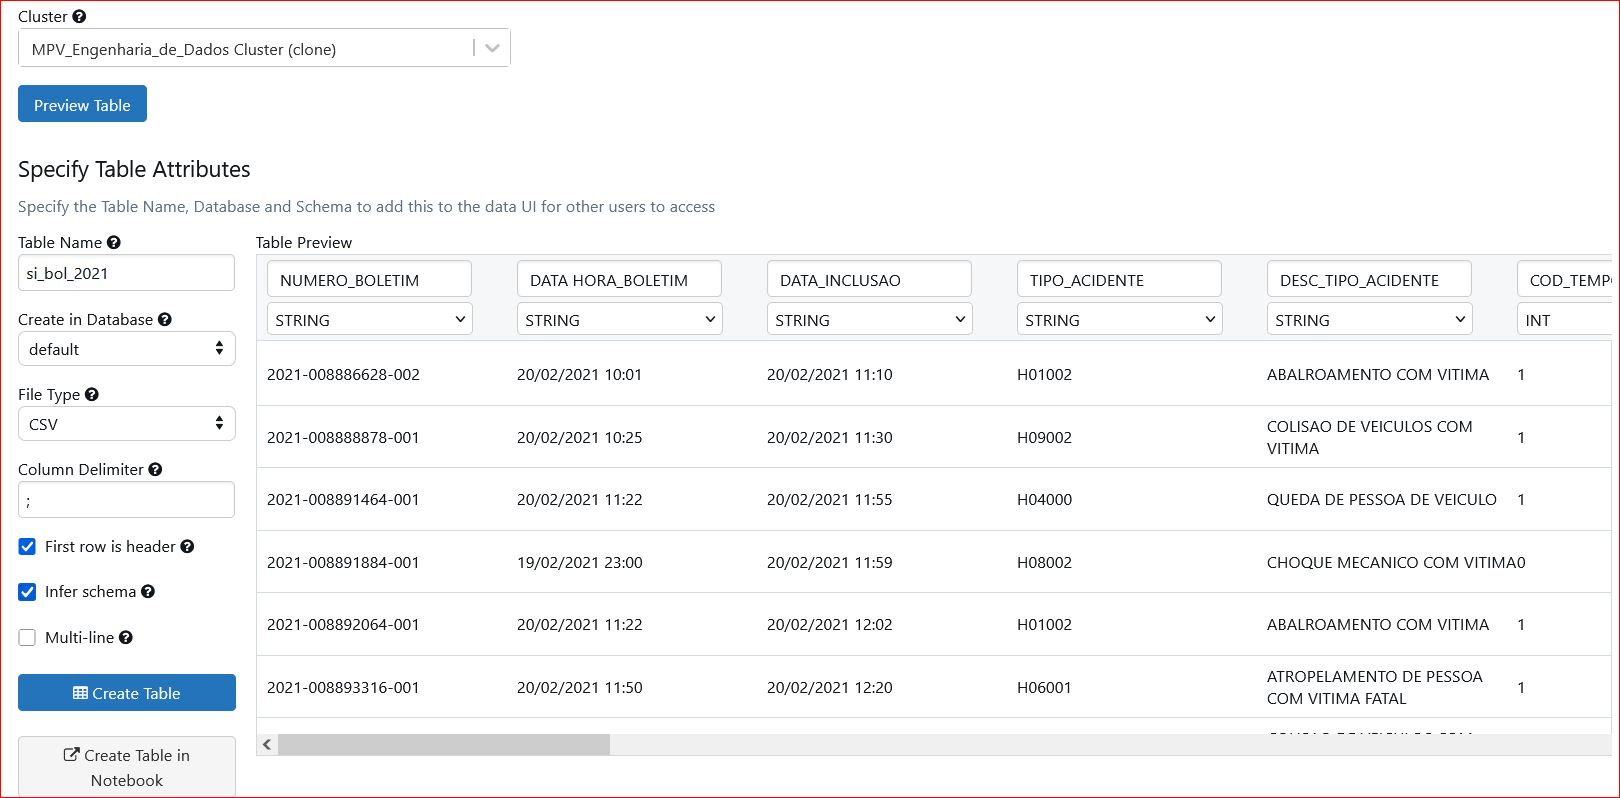 Cluster
MPV_Engenharia_de_Dados Cluster (clone)
Preview Table
Specify Table Attributes
Specify the Table Name, Database and Schema to add this to the data UI for other users to access
Table Name
si_bol_2021
Create in Database
default
File Type
CSV
Column Delimiter
;
First row is header
Infer schema
Multi-line
Create Table
Create Table in
Notebook
Table Preview
NUMERO_BOLETIM DATA HORA_BOLETIM DATA_INCLUSAO TIPO_ACIDENTE DESC_TIPO_ACIDENTE COD_TEMP
STRING STRING STRING STRING STRING INT
2021-008886628-002 20/02/2021 10:01 20/02/2021 11:10 H01002 ABALROAMENTO COM VITIMA 1
2021-008888878-001 20/02/2021 10:25 20/02/2021 11:30 H09002 COLISAO DE VEICULOS COM
VITIMA 1
2021-008891464-001 20/02/2021 11:22 20/02/2021 11:55 H04000 QUEDA DE PESSOA DE VEICULO 1
2021-008891884-001 19/02/2021 23:00 20/02/2021 11:59 H08002 CHOQUE MECANICO COM VITIMA 0
2021-008892064-001 20/02/2021 11:22 20/02/2021 12:02 H01002 ABALROAMENTO COM VITIMA 1
2021-008893316-001 20/02/2021 11:50 20/02/2021 12:20 H06001 ATROPELAMENTO DE PESSOA
COM VITIMA FATAL 1